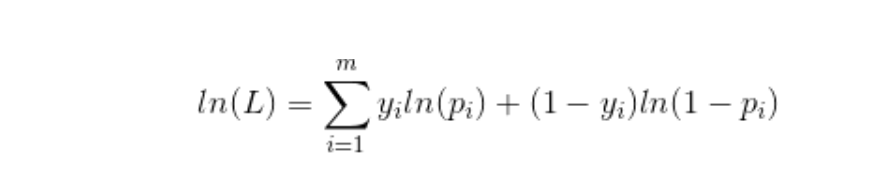 ln(L) = \sum_{i=1}^{m} y_i ln(p_i) + (1 − y_i)ln(1 − p_i)